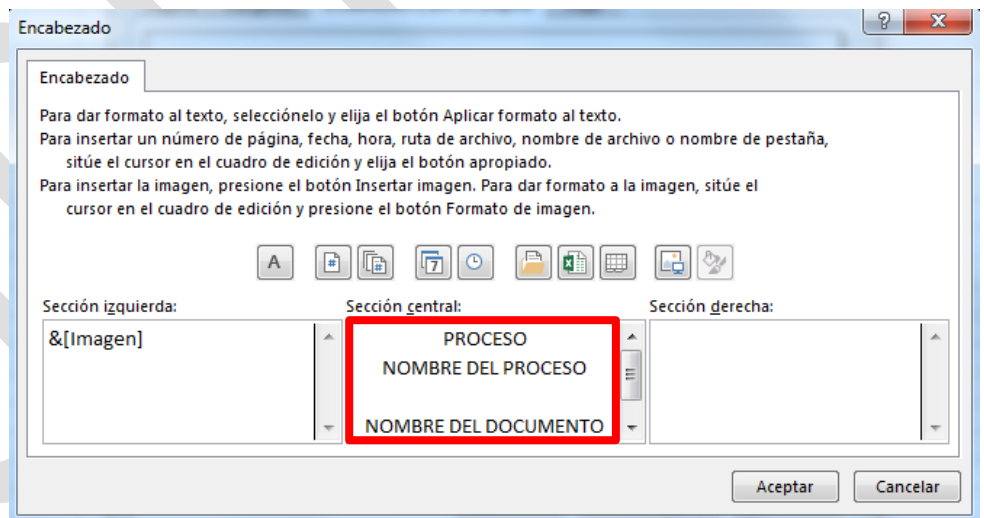 Encabezado
Encabezado
Para dar formato al texto, selecciónelo y elija el botón Aplicar formato al texto.
Para insertar un número de página, fecha, hora, ruta de archivo, nombre de archivo o nombre de pestaña,
sitúe el cursor en el cuadro de edición y elija el botón apropiado.
Para insertar la imagen, presione el botón Insertar imagen. Para dar formato a la imagen, sitúe el
cursor en el cuadro de edición y presione el botón Formato de imagen.
A # # 7
Sección izquierda: Sección central: Sección derecha:
&[Imagen] PROCESO
NOMBRE DEL PROCESO
NOMBRE DEL DOCUMENTO
Aceptar Cancelar